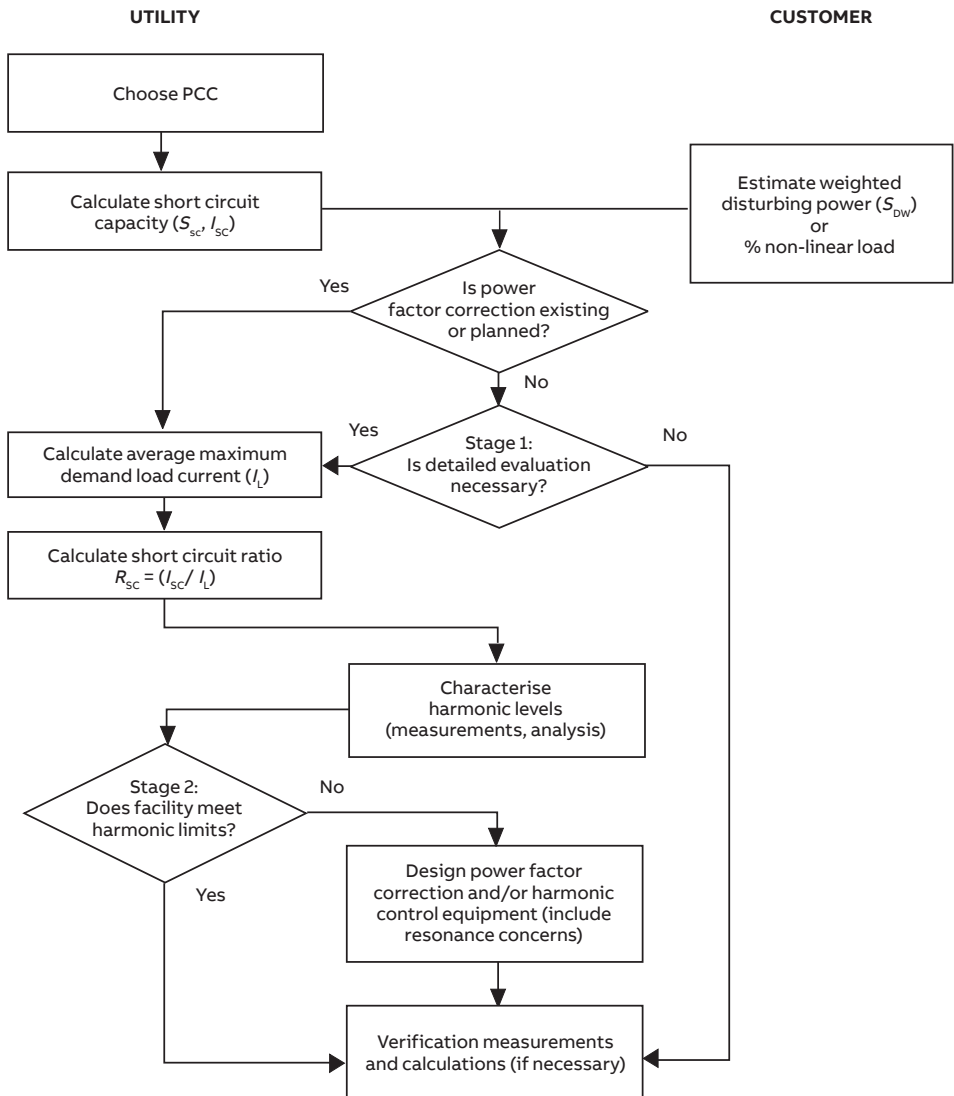 UTILITY
CUSTOMER
Choose PCC
Calculate short circuit
capacity (Ssc, ISC)
Estimate weighted
disturbing power (SDW)
or
% non-linear load
Yes
Is power
factor correction existing
or planned?
No
Yes
No
Stage 1:
Is detailed evaluation
necessary?
Calculate average maximum
demand load current (IL)
Calculate short circuit ratio
RSC = (ISC/ IL)
Characterise
harmonic levels
(measurements, analysis)
Stage 2:
Does facility meet
harmonic limits?
No
Yes
Design power factor
correction and/or harmonic
control equipment (include
resonance concerns)
Verification measurements
and calculations (if necessary)